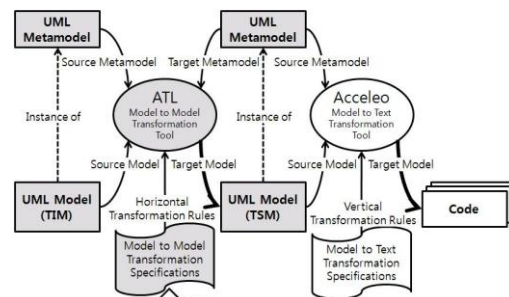 UML
Metamodel
UML
Metamodel
Source Metamodel
Target Metamodel
Source Metamodel
ATL
Model to Model
Transformation
Tool
Acceleo
Model to Text
Transformation
Tool
Instance of
Instance of
Source Model
Target Model
Source Model
Target Model
UML Model
(TIM)
Horizontal
Transformation Rules
UML Model
(TSM)
Vertical
Transformation Rules
Code
Model to Model
Transformation
Specifications
Model to Text
Transformation
Specifications